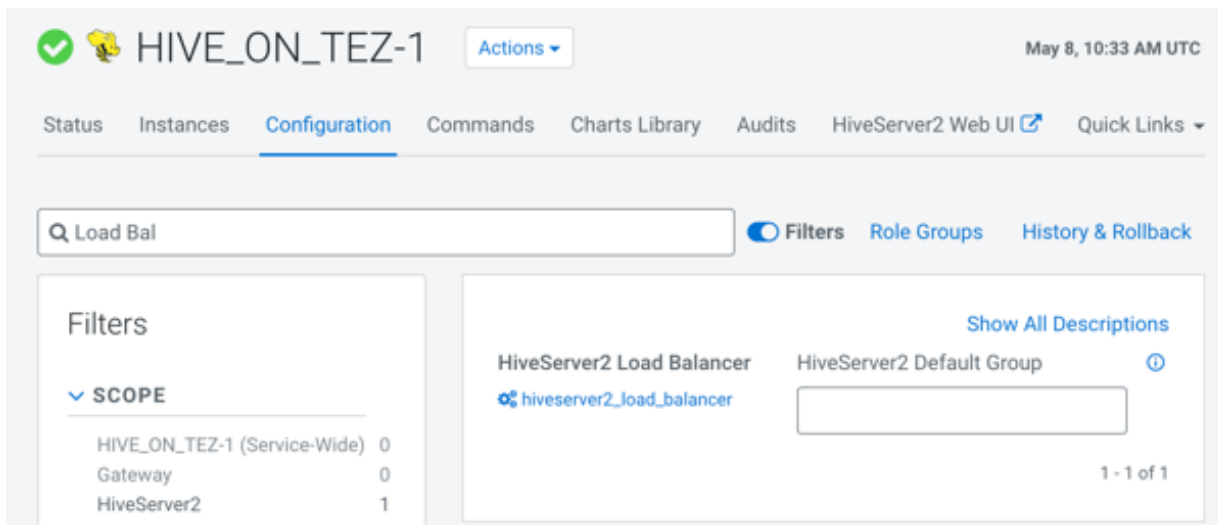 HIVE_ON_TEZ-1 Actions May 8, 10:33 AM UTC
Status Instances Configuration Commands Charts Library Audits HiveServer2 Web UI Quick Links
Load Bal Filters Role Groups History & Rollback
Filters
SCOPE
HIVE_ON_TEZ-1 (Service-Wide) 0
Gateway 0
HiveServer2 1
Show All Descriptions
HiveServer2 Load Balancer HiveServer2 Default Group
hiveserver2_load_balancer
1 - 1 of 1